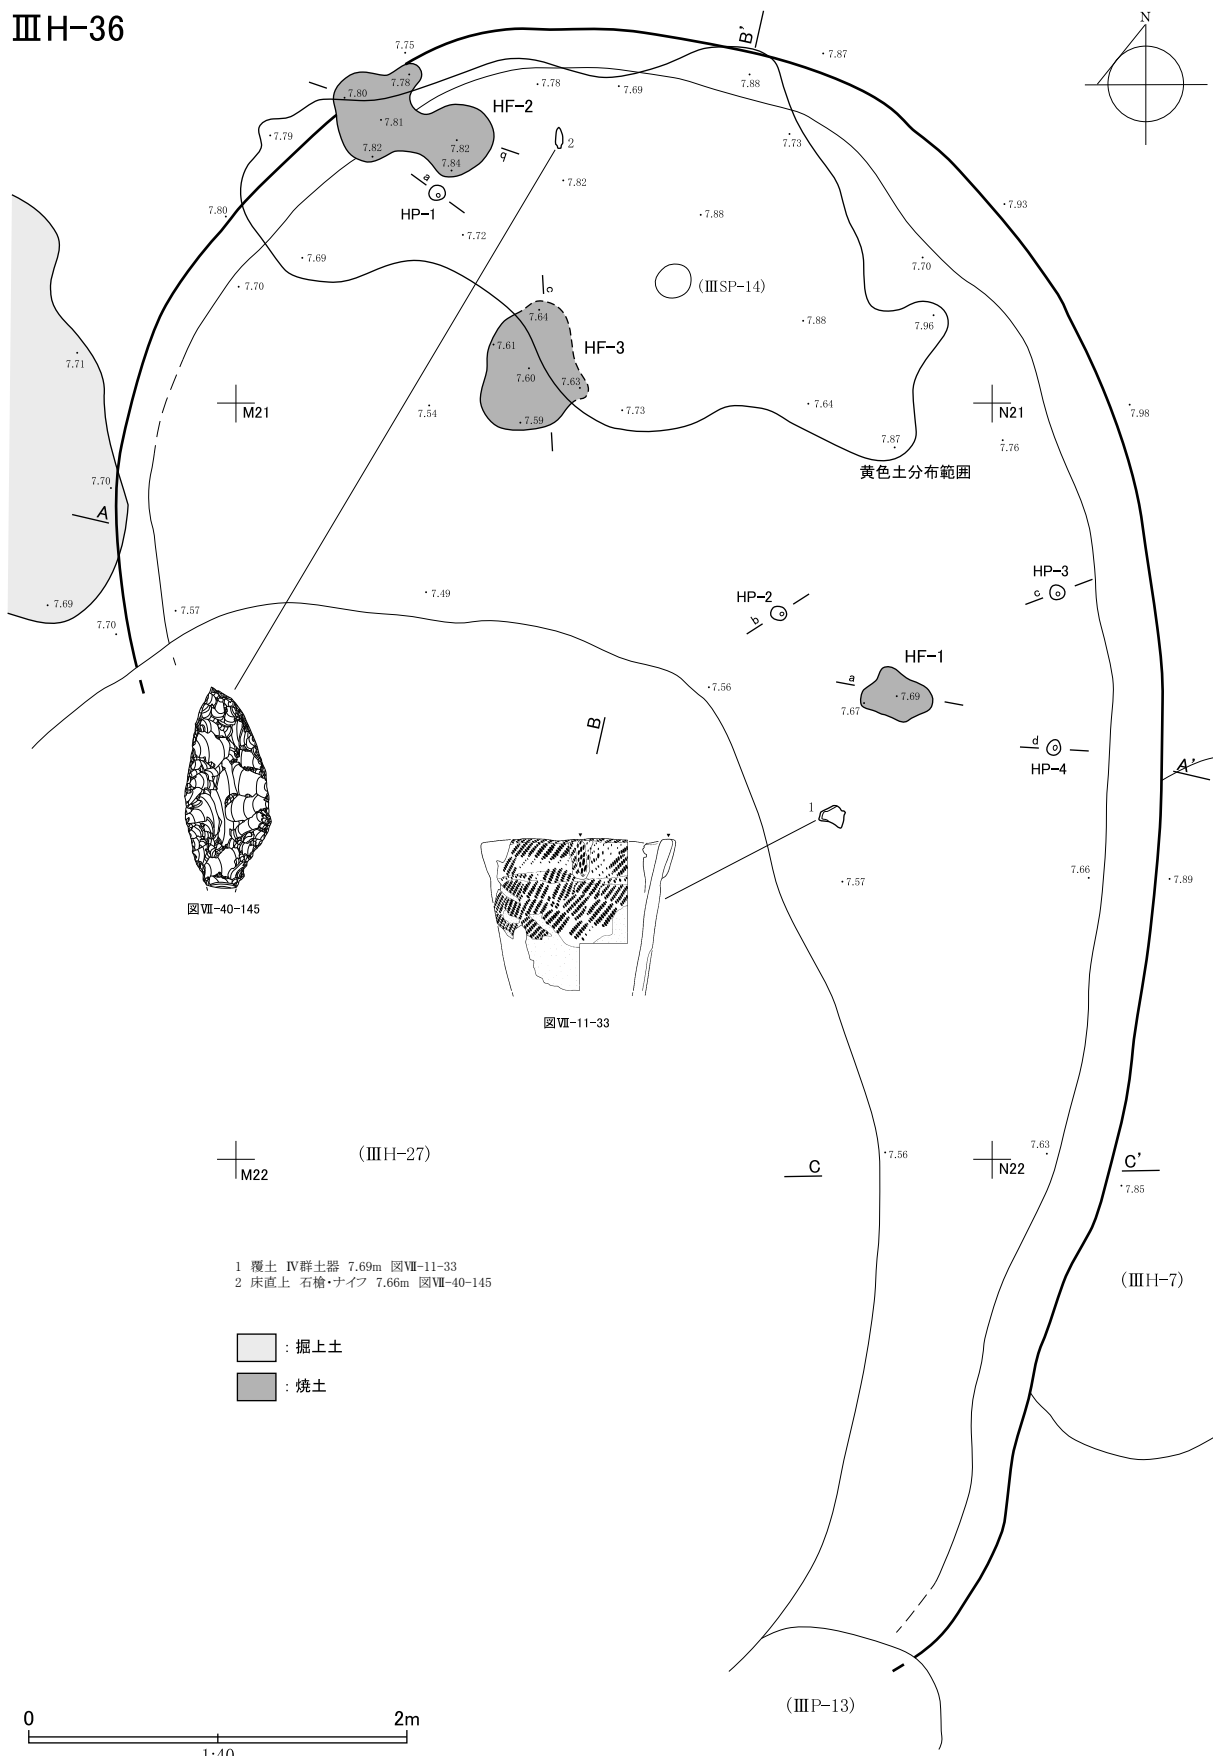 ⅢH-36
B'
7.75
7.87
N
7.78
7.80
7.78
7.69
7.88
HF-2
7.79
7.81
7.82
7.82
7.84
b
2
7.73
a
HP-1
7.82
7.80
7.88
7.93
7.72
7.69
7.70
7.70
c
(ⅢSP-14)
7.64
7.88
7.96
7.61
HF-3
7.71
7.60
7.63
M21
7.54
7.59
7.73
7.64
N21
7.98
7.87
7.76
黄色土分布範囲
7.70
A
7.69
7.57
7.49
7.70
HP-2
b
HP-3
c
HF-1
a
7.69
7.67
7.56
B
d
HP-4
A'
1
7.57
7.66
7.89
図Ⅶ-40-145
図Ⅶ-11-33
M22
(ⅢH-27)
C
7.56
N22
7.63
C'
7.85
1 覆土 Ⅳ群土器 7.69m 図Ⅶ-11-33
2 床直上 石槍・ナイフ 7.66m 図Ⅶ-40-145
(ⅢH-7)
：掘上土
：焼土
(ⅢP-13)
0 2m
1:40